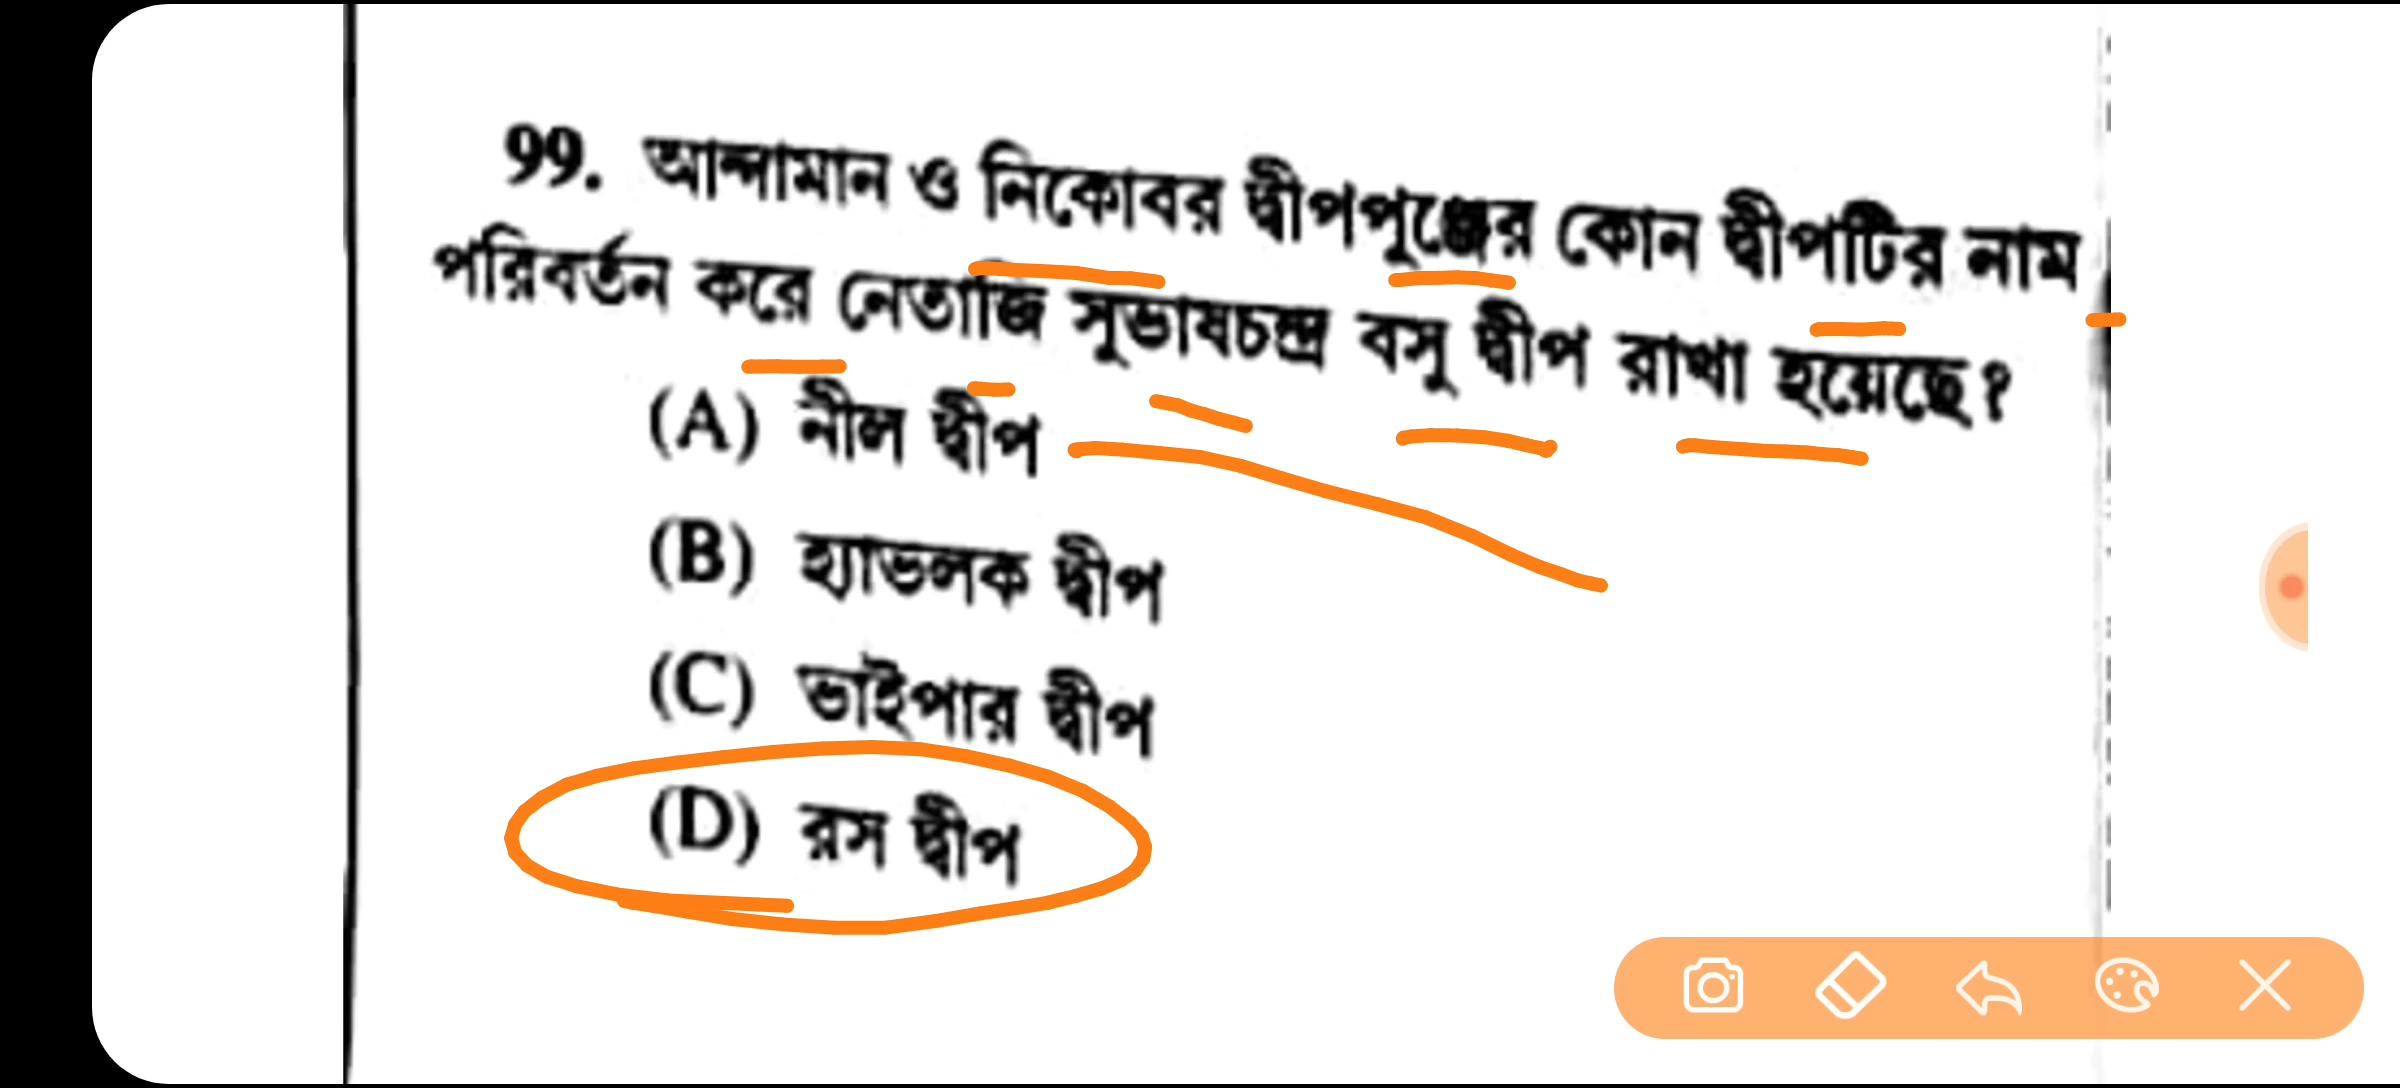 99. আন্দামান ও নিকোবর দ্বীপপুঞ্জের কোন দ্বীপটির নাম
পরিবর্তন করে নেতাজি সুভাষচন্দ্র বসু দ্বীপ রাখা হয়েছে?
(A) নীল দ্বীপ
(B) হ্যাভলক দ্বীপ
(C) ভাইপার দ্বীপ
(D) রস দ্বীপ